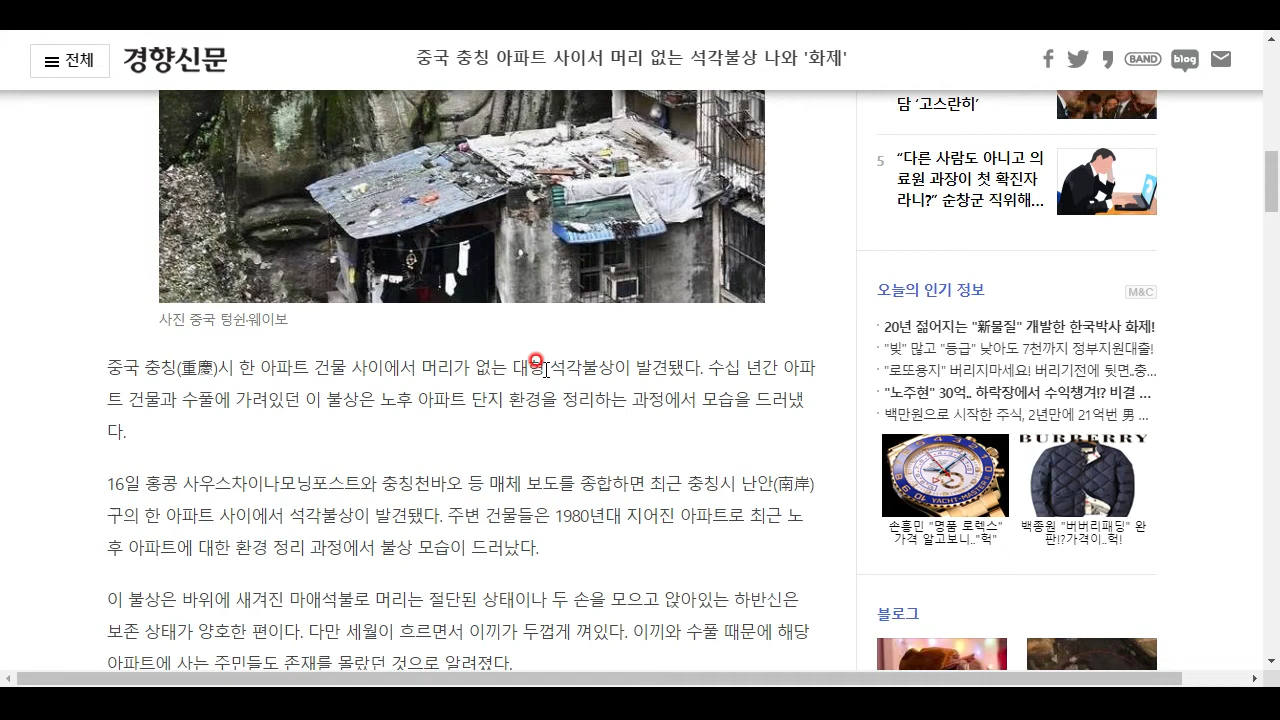 전체
경향신문
중국 충칭 아파트 사이서 머리 없는 석각불상 나와 '화제'
BAND
blog
담 ‘고스란히’
5
“다른 사람도 아니고 의
료원 과장이 첫 확진자
라니?” 순창군 직위해...
사진 중국 텅쉰·웨이보
중국 충칭(重慶)시 한 아파트 건물 사이에서 머리가 없는 대형 석각불상이 발견됐다. 수십 년간 아파
트 건물과 수풀에 가려있던 이 불상은 노후 아파트 단지 환경을 정리하는 과정에서 모습을 드러냈
다.
16일 홍콩 사우스차이나모닝포스트와 충칭천바오 등 매체 보도를 종합하면 최근 충칭시 난안(南岸)
구의 한 아파트 사이에서 석각불상이 발견됐다. 주변 건물들은 1980년대 지어진 아파트로 최근 노
후 아파트에 대한 환경 정리 과정에서 불상 모습이 드러났다.
이 불상은 바위에 새겨진 마애석불로 머리는 절단된 상태이나 두 손을 모으고 앉아있는 하반신은
보존 상태가 양호한 편이다. 다만 세월이 흐르면서 이끼가 두껍게 껴있다. 이끼와 수풀 때문에 해당
아파트에 사는 주민들도 존재를 몰랐던 것으로 알려졌다.
오늘의 인기 정보
M&C
· 20년 젊어지는 "新물질" 개발한 한국박사 화제!
· "빚" 많고 "등급" 낮아도 7천까지 정부지원대출!
· "로또용지" 버리지마세요! 버리기전에 뒷면..충...
· "노주현" 30억.. 하락장에서 수익챙겨!? 비결 ...
· 백만원으로 시작한 주식, 2년만에 21억번 男 ...
BURBERRY
YACHT-MASTER II
손흥민 "명품 로렉스"
가격 알고보니.."헉"
백종원 "버버리패딩" 완
판!?가격이..헉!
블로그